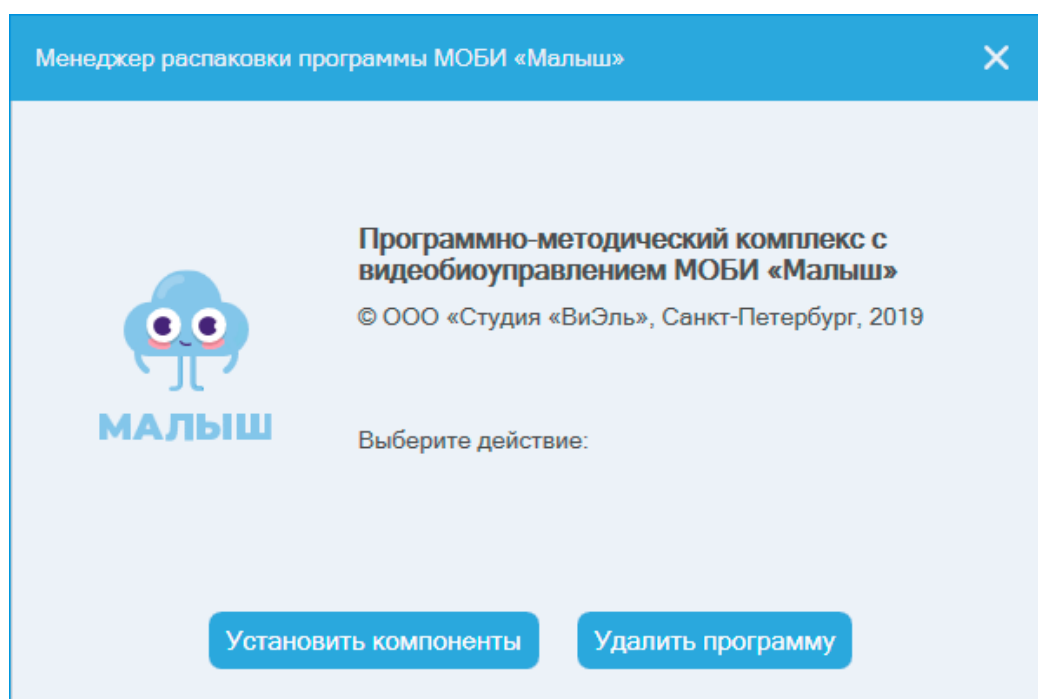 Менеджер распаковки программы МОБИ «Малыш»
Программно-методический комплекс с
видеобиоуправлением МОБИ «Малыш»
© ООО «Студия «ВиЭль», Санкт-Петербург, 2019
МАЛЫШ
Выберите действие:
Установить компоненты
Удалить программу